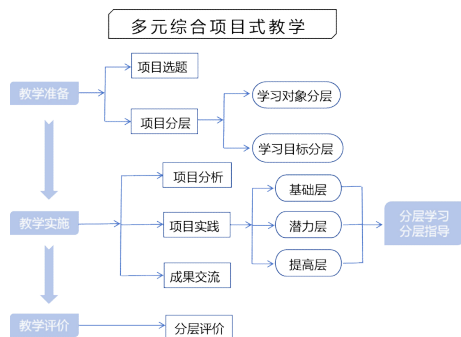 多元综合项目式教学
项目选题
教学准备
学习对象分层
项目分层
学习目标分层
项目分析
基础层
教学实施
项目实践
潜力层
分层学习
分层指导
提高层
成果交流
教学评价
分层评价